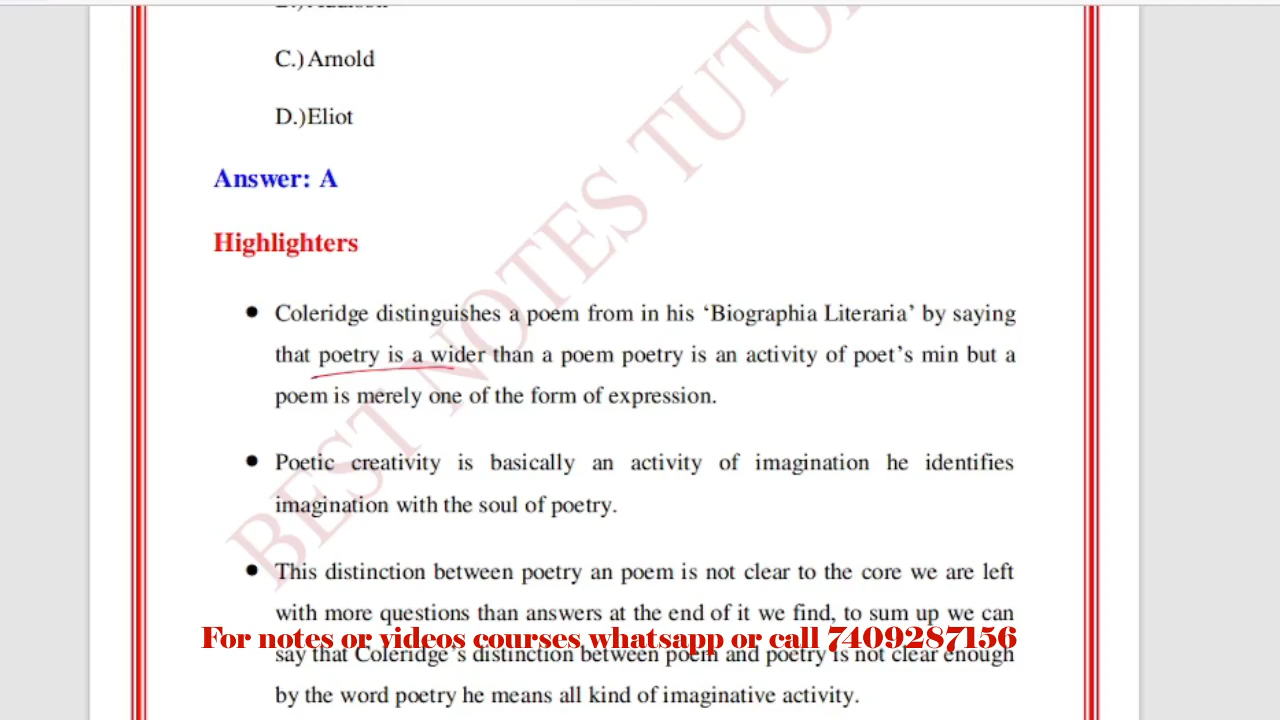 C.) Arnold
D.)Eliot
Answer: A
Highlighters
● Coleridge distinguishes a poem from in his ‘Biographia Literaria’ by saying
that poetry is a wider than a poem poetry is an activity of poet’s min but a
poem is merely one of the form of expression.
● Poetic creativity is basically an activity of imagination he identifies
imagination with the soul of poetry.
● This distinction between poetry an poem is not clear to the core we are left
with more questions than answers at the end of it we find, to sum up we can
For notes or videos courses whatsapp or call 7409287156
say that Coleridge’s distinction between poem and poetry is not clear enough
by the word poetry he means all kind of imaginative activity.
BEST NOTES TUTOR